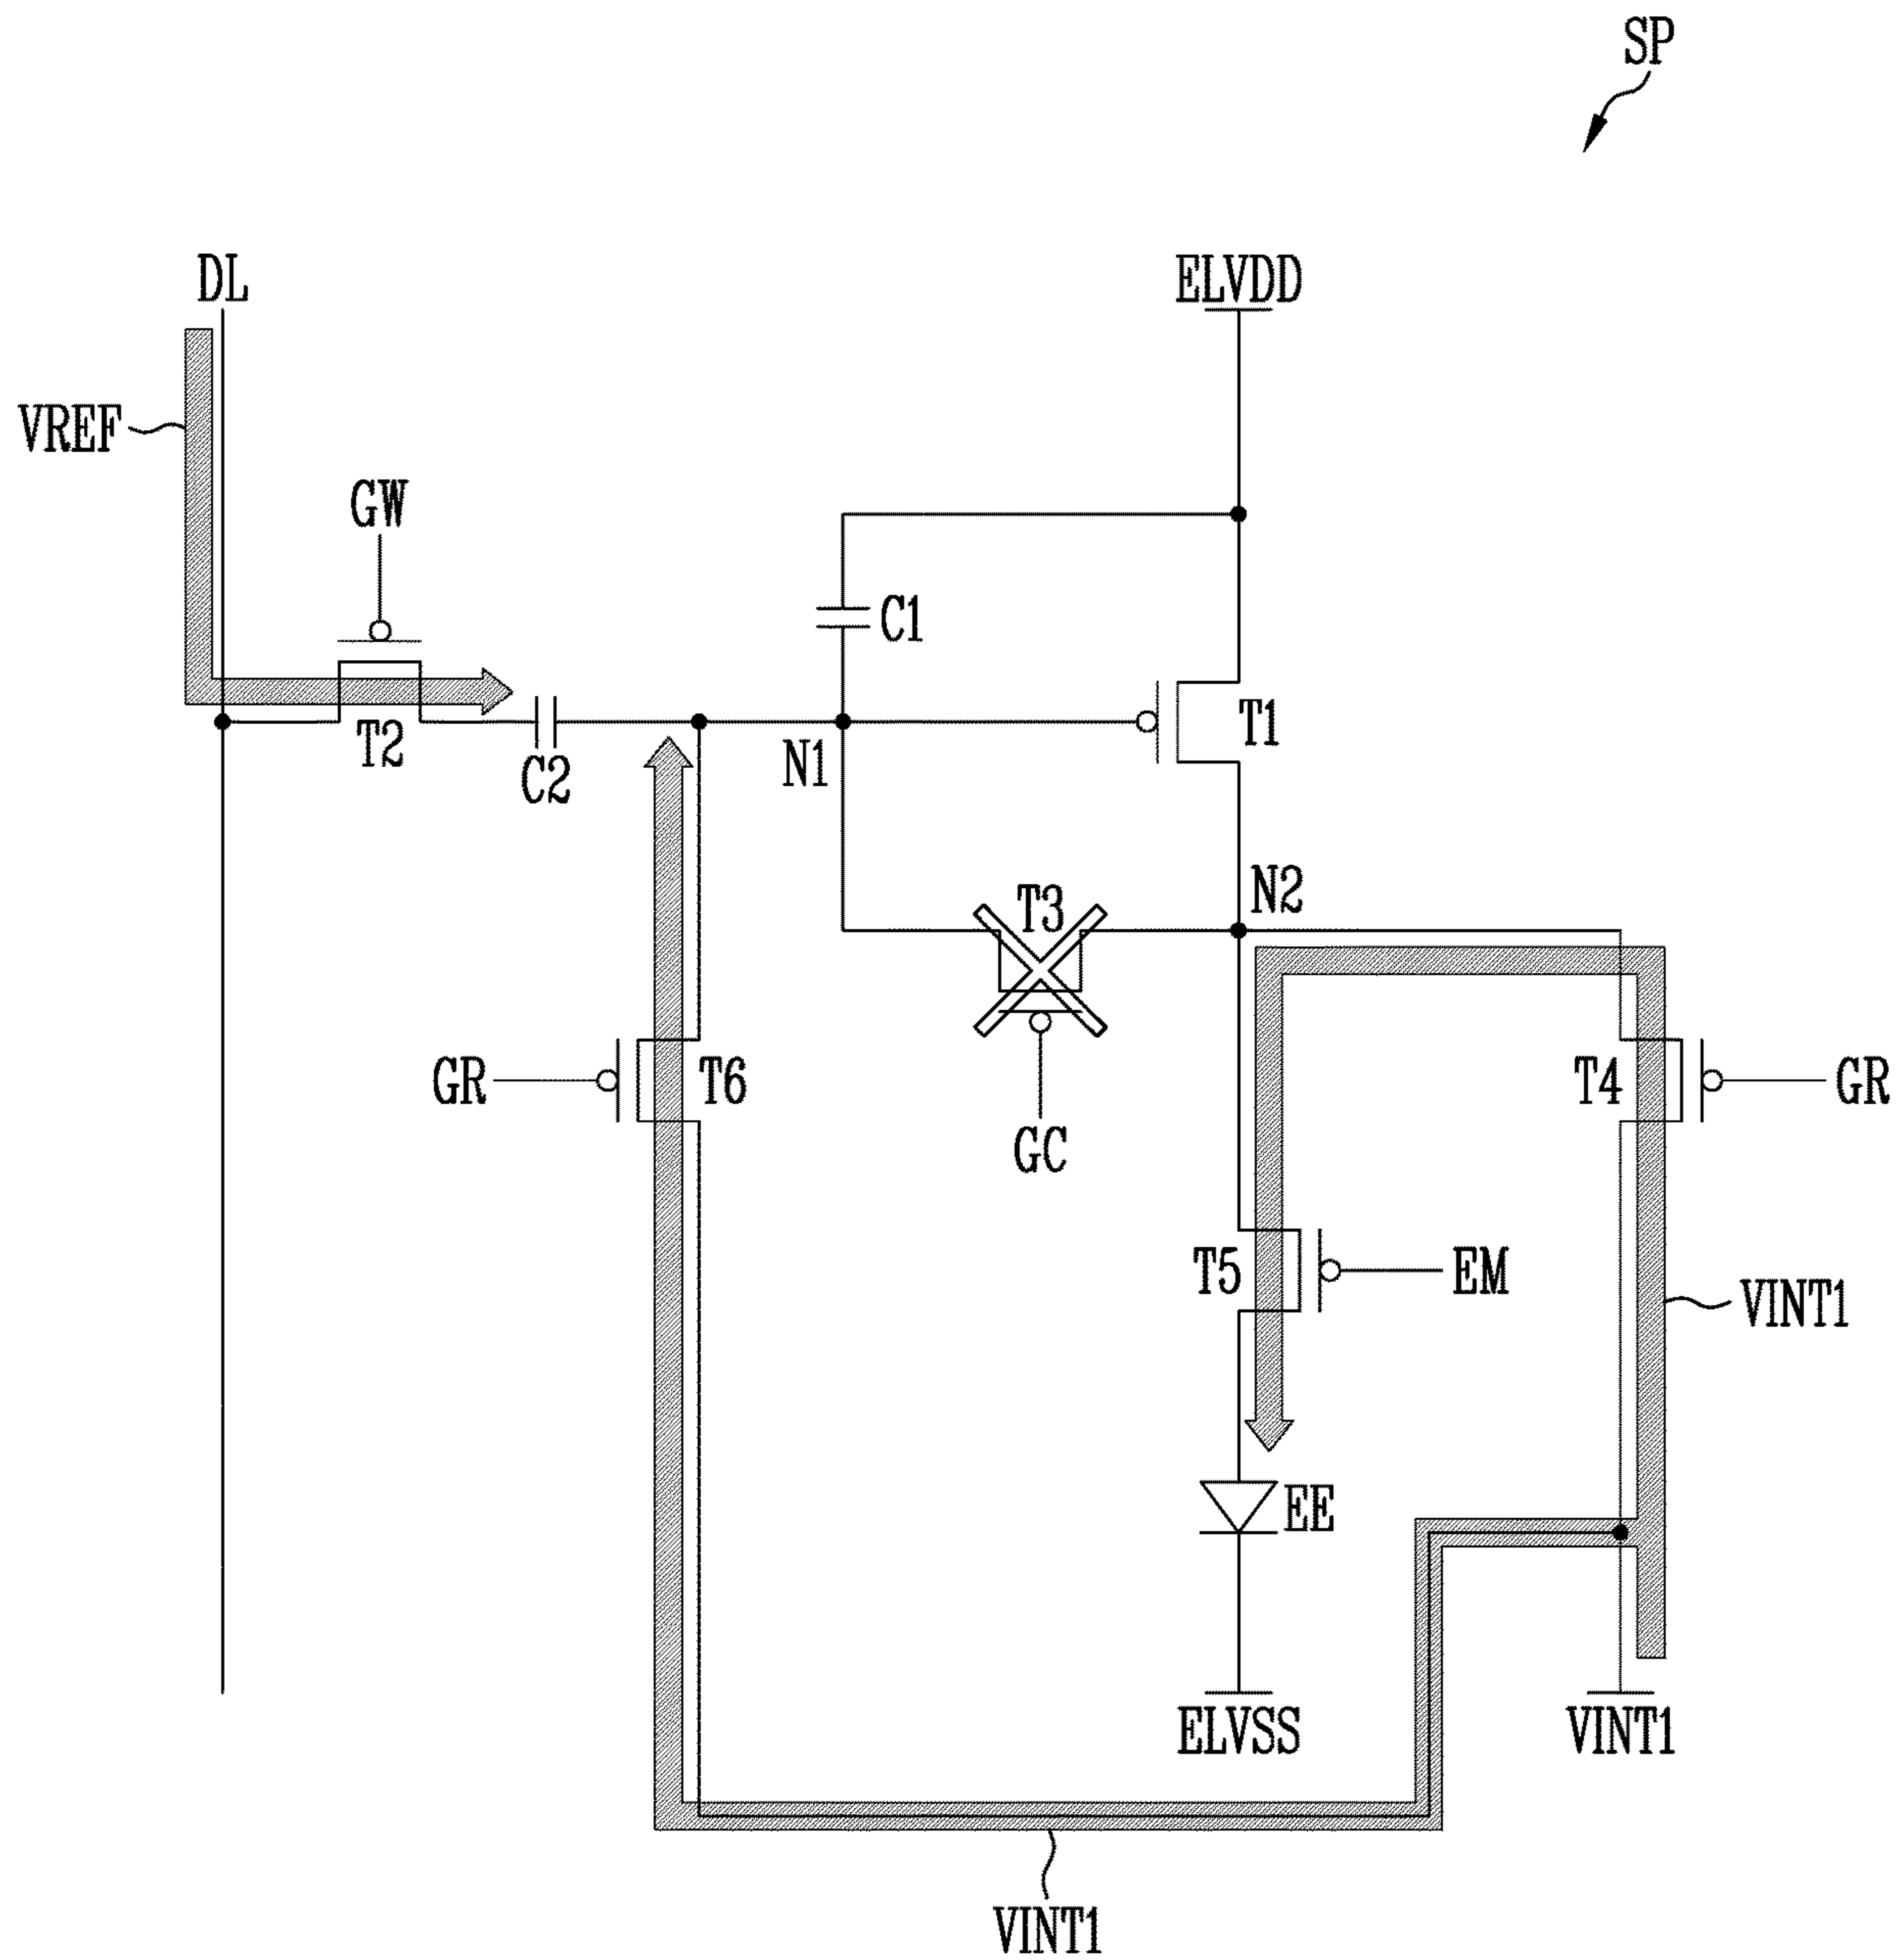 SP
DL
ELVDD
VREF
GW
C1
T2
C2
N1
T1
T3
N2
GR
T6
GC
T4
GR
T5
EM
VINT1
EE
ELVSS
VINT1
VINT1